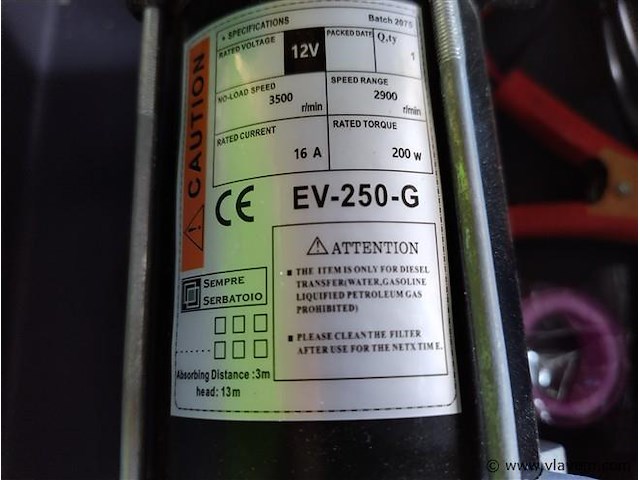 + SPECIFICATIONS
Batch 2075
RATED VOLTAGE
12V
PACKED DATE
Q,ty
1
NO-LOAD SPEED
3500
r/min
SPEED RANGE
2900
r/min
RATED CURRENT
16 A
RATED TORQUE
200 w
CAUTION
CE
EV-250-G
ATTENTION
THE ITEM IS ONLY FOR DIESEL
TRANSFER(WATER,GASOLINE
LIQUIFIED PETROLEUM GAS
PROHIBITED)
PLEASE CLEAN THE FILTER
AFTER USE FOR THE NETX TIME.
SEMPRE
SERBATOIO
Absorbing Distance :3m
head: 13m
© www.vlavem.com